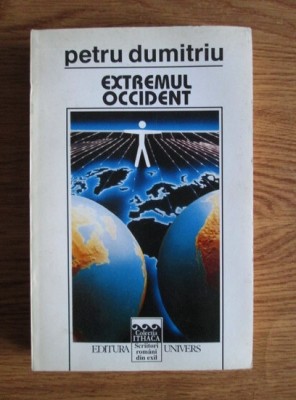 petru dumitriu
EXTREMUL
OCCIDENT
Colecția
ITHACA
EDITURA
Scriitori
români
din exil
UNIVERS